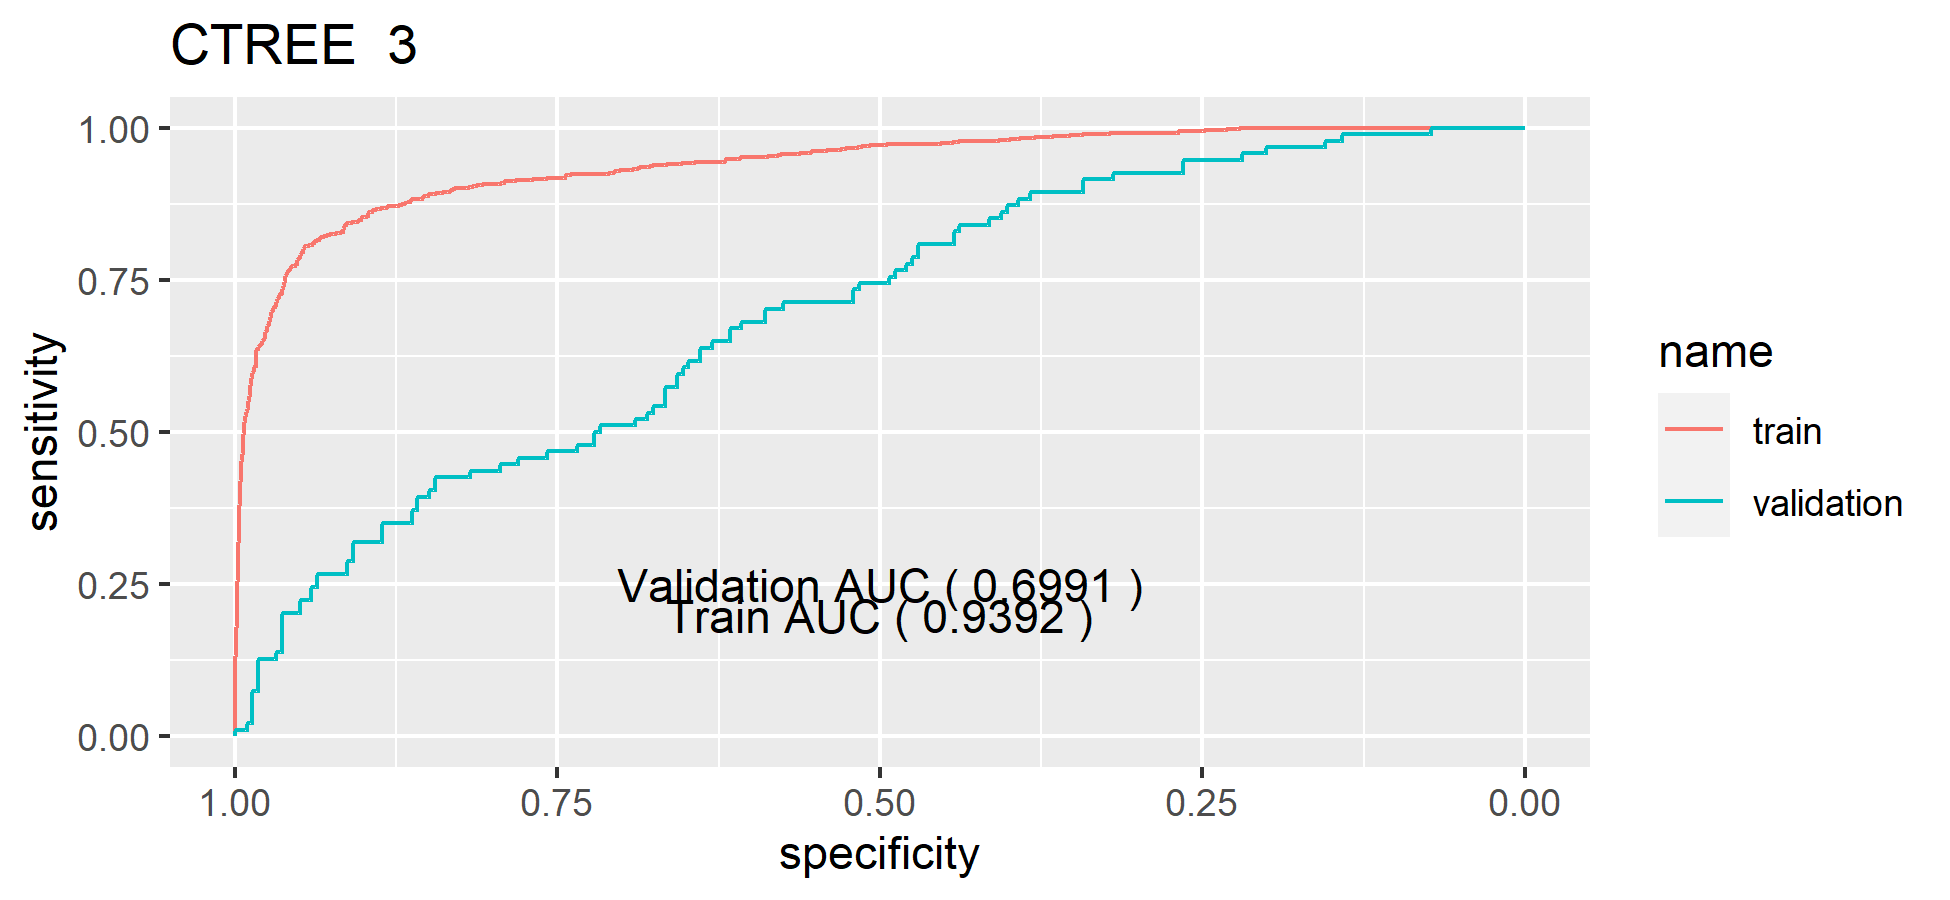 CTREE  3
1.00
0.75
0.50
0.25
0.00
sensitivity
Validation AUC ( 0.6991 )
Train AUC ( 0.9392 )
1.00 0.75 0.50 0.25 0.00
specificity
name
train
validation